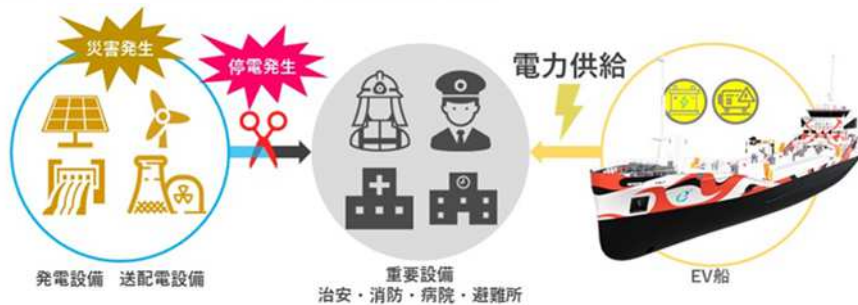 災害発生
停電発生
電力供給
発電設備 送配電設備
重要設備
治安・消防・病院・避難所
EV船